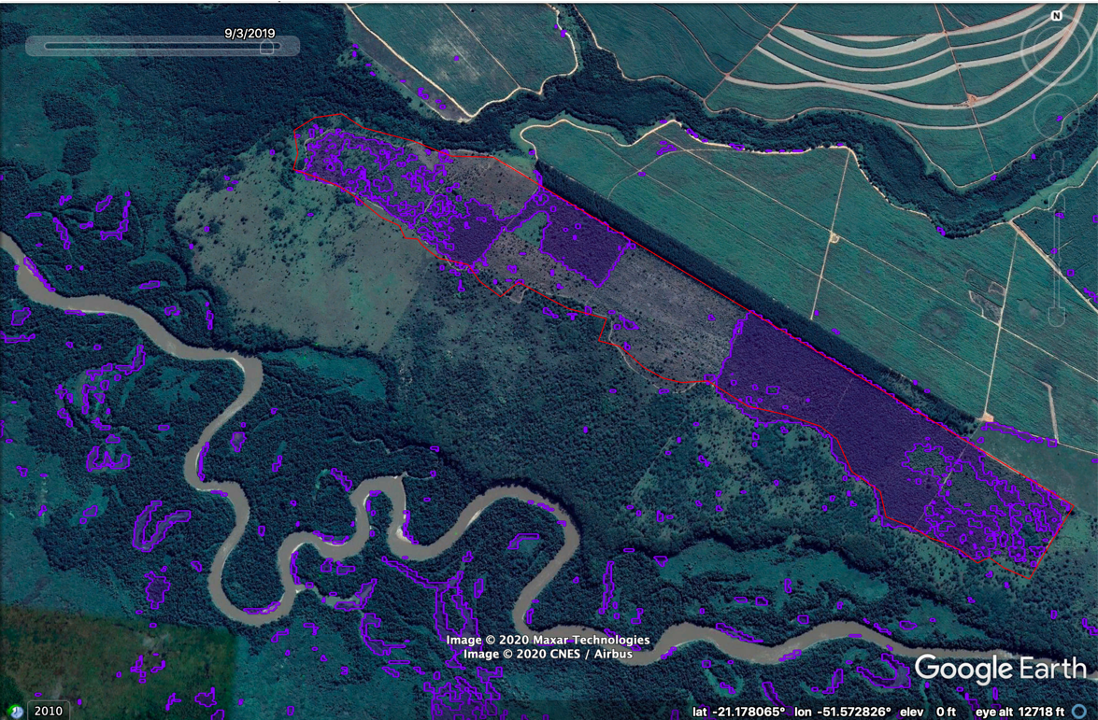 9/3/2019
N
Image © 2020 Maxar Technologies
Image © 2020 CNES / Airbus
Google Earth
2010
lat -21.178065° lon -51.572826° elev 0 ft eye alt 12718 ft